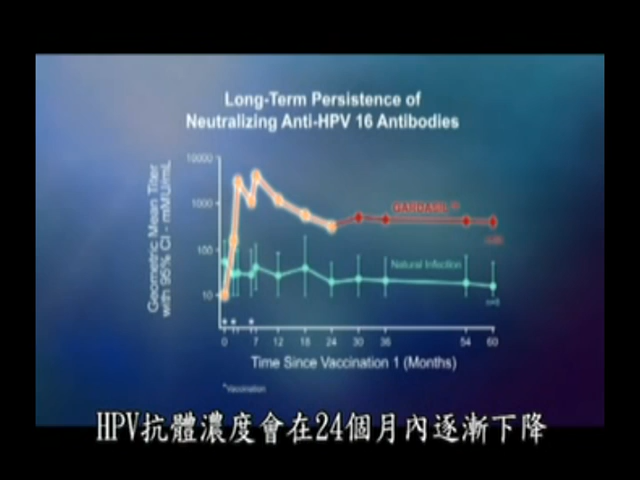 Long-Term Persistence of
Neutralizing Anti-HPV 16 Antibodies
Geometric Mean Titer
with 95% CI - mMU/mL
10000
1000
100
10
GARDASIL™
Natural Infection
n=6
* * *
0 2 7 12 18 24 30 36 54 60
Time Since Vaccination 1 (Months)
*Vaccination
HPV抗體濃度會在24個月內逐漸下降